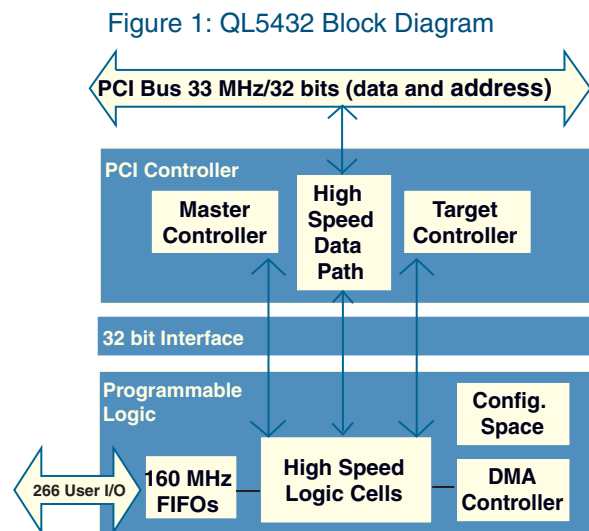 Figure 1: QL5432 Block Diagram
PCI Bus 33 MHz/32 bits (data and address)
PCI Controller
Master
Controller
High
Speed
Data
Path
Target
Controller
32 bit Interface
Programmable
Logic
Config.
Space
266 User I/O
160 MHz
FIFOs
High Speed
Logic Cells
DMA
Controller